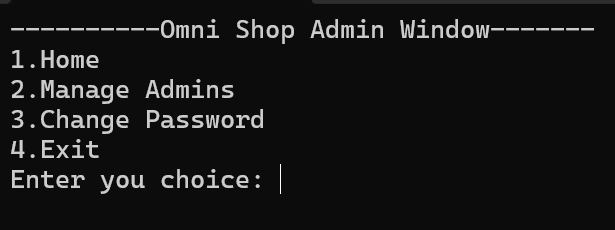 ----------Omni Shop Admin Window-------
1.Home
2.Manage Admins
3.Change Password
4.Exit
Enter you choice: